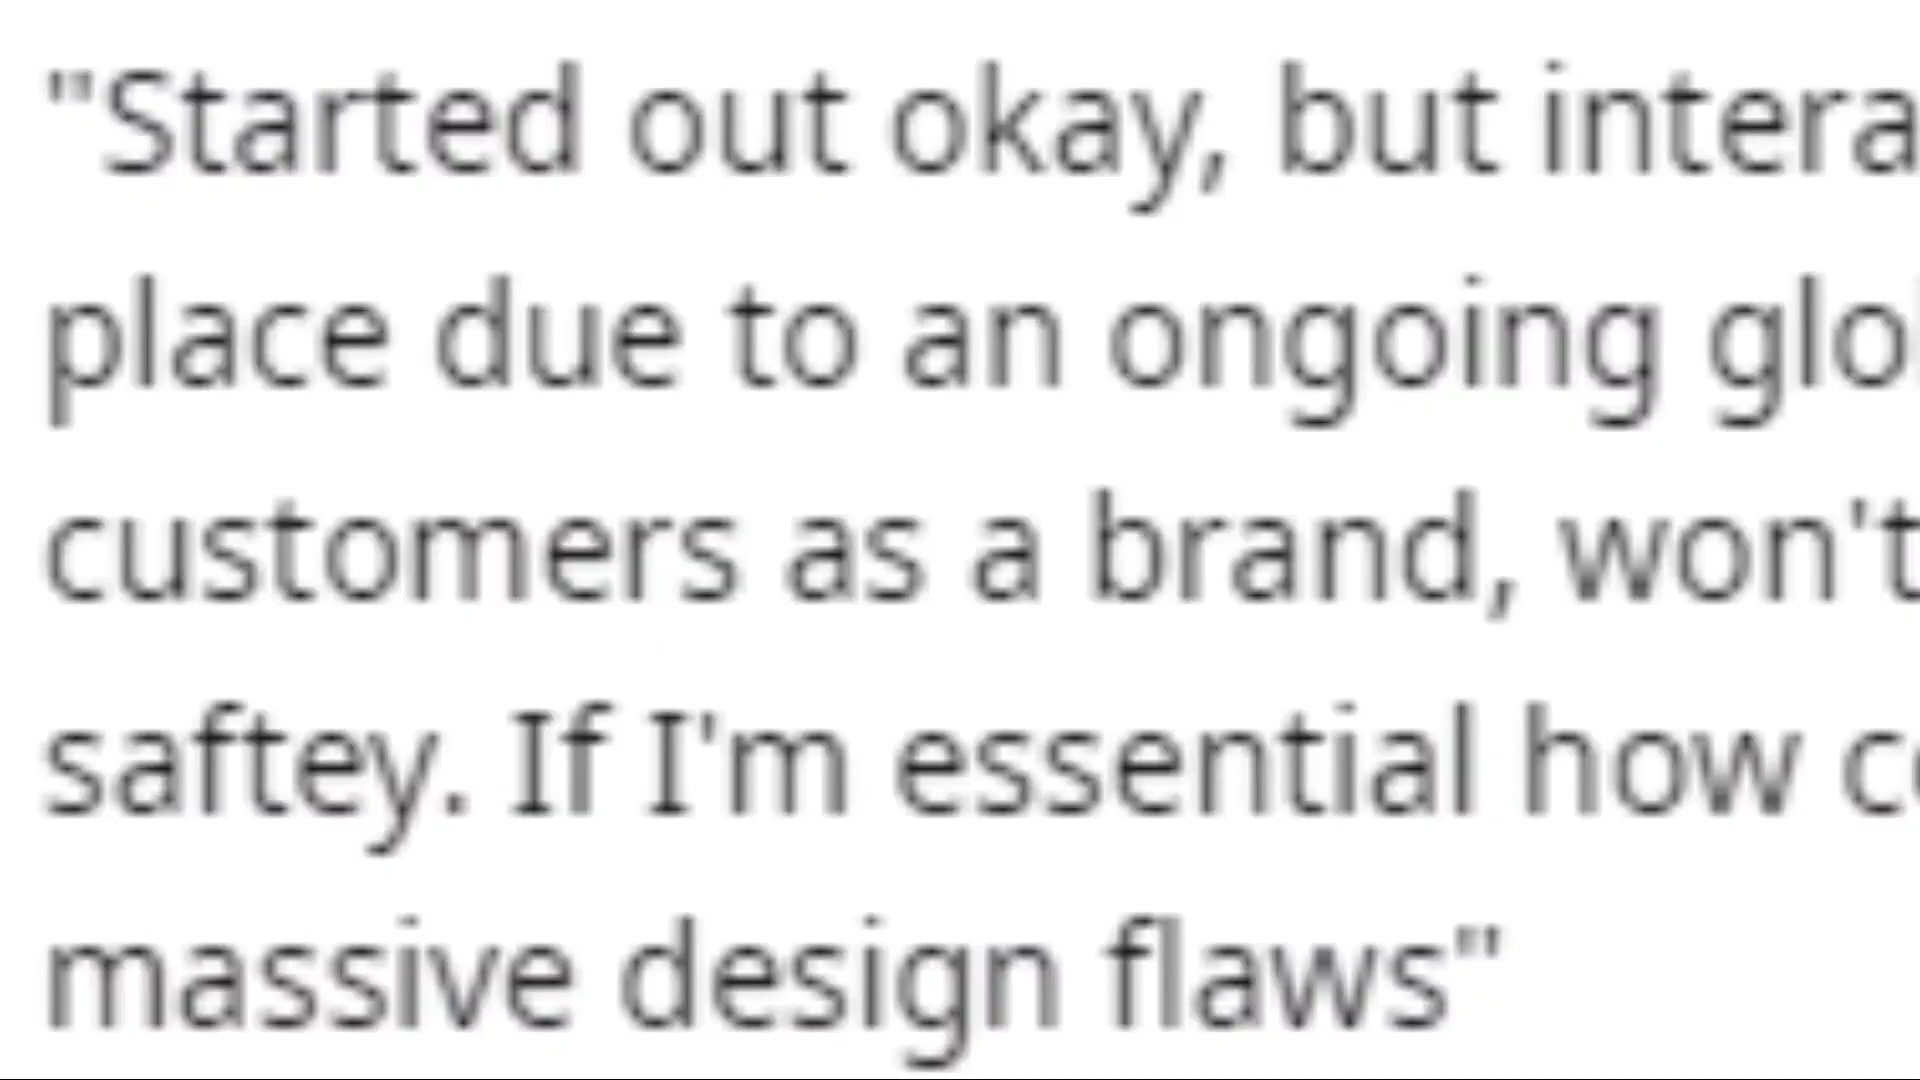 "Started out okay, but intera
place due to an ongoing glo
customers as a brand, won't
saftey. If I'm essential how c
massive design flaws"